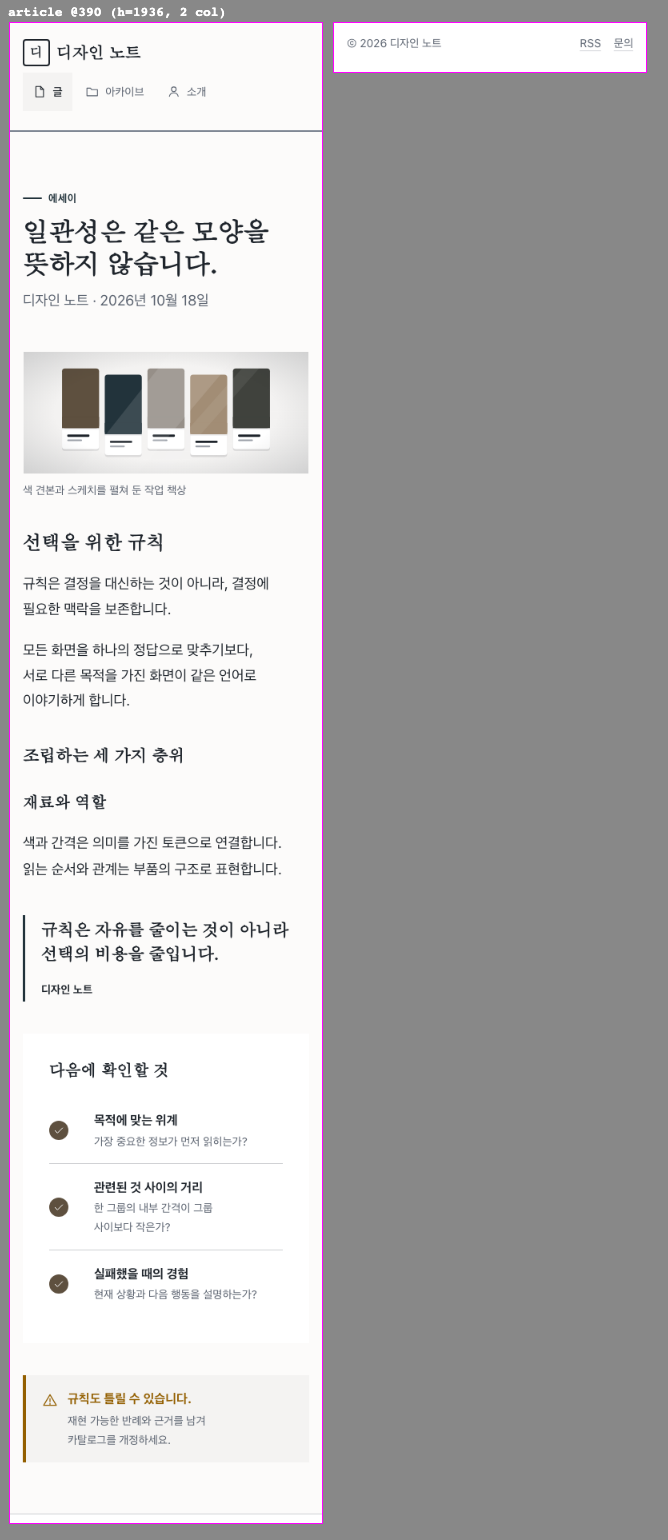 article @390 (h=1936, 2 col)
디 디자인 노트
글 아카이브 소개
에세이
일관성은 같은 모양을
뜻하지 않습니다.
디자인 노트 · 2026년 10월 18일
색 견본과 스케치를 펼쳐 둔 작업 책상
선택을 위한 규칙
규칙은 결정을 대신하는 것이 아니라, 결정에
필요한 맥락을 보존합니다.
모든 화면을 하나의 정답으로 맞추기보다,
서로 다른 목적을 가진 화면이 같은 언어로
이야기하게 합니다.
조립하는 세 가지 층위
재료와 역할
색과 간격은 의미를 가진 토큰으로 연결합니다.
읽는 순서와 관계는 부품의 구조로 표현합니다.
규칙은 자유를 줄이는 것이 아니라
선택의 비용을 줄입니다.
디자인 노트
다음에 확인할 것
목적에 맞는 위계
가장 중요한 정보가 먼저 읽히는가?
관련된 것 사이의 거리
한 그룹의 내부 간격이 그룹
사이보다 작은가?
실패했을 때의 경험
현재 상황과 다음 행동을 설명하는가?
규칙도 틀릴 수 있습니다.
재현 가능한 반례와 근거를 남겨
카탈로그를 개정하세요.
© 2026 디자인 노트 RSS 문의